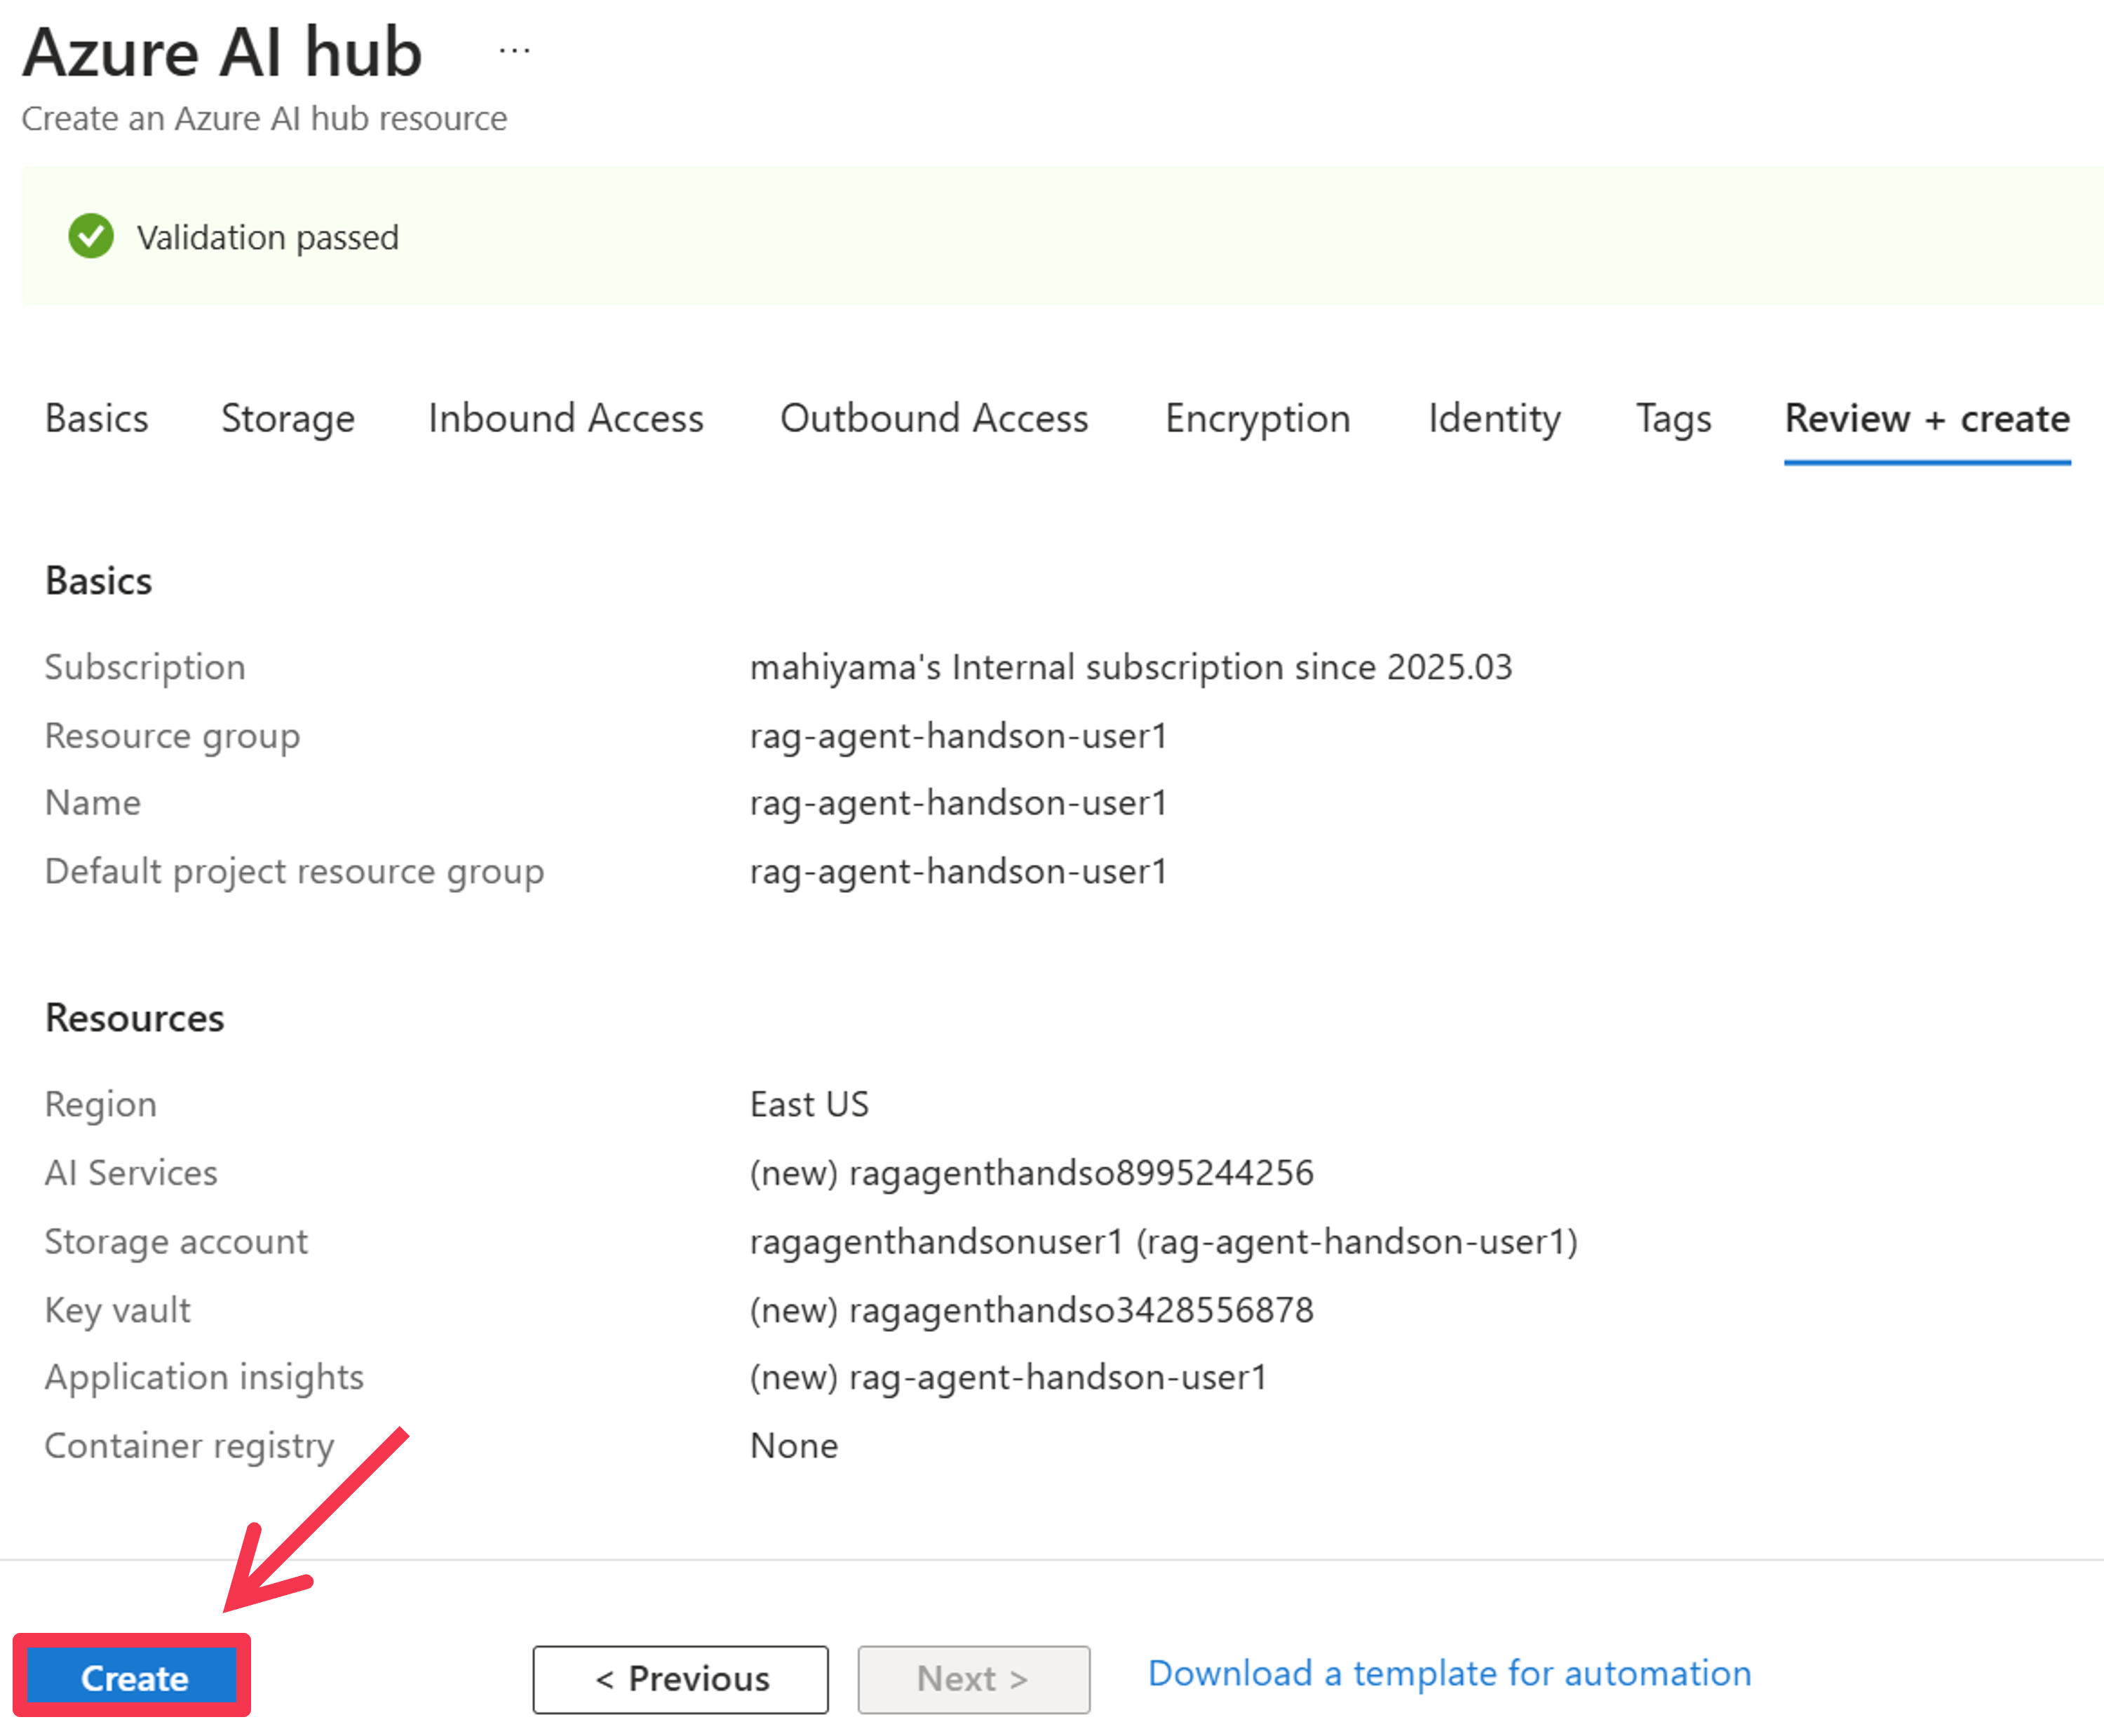 Azure AI hub ...
Create an Azure AI hub resource
Validation passed
Basics Storage Inbound Access Outbound Access Encryption Identity Tags Review + create
Basics
Subscription mahiyama's Internal subscription since 2025.03
Resource group rag-agent-handson-user1
Name rag-agent-handson-user1
Default project resource group rag-agent-handson-user1
Resources
Region East US
AI Services (new) ragagenthandso8995244256
Storage account ragagenthandsonuser1 (rag-agent-handson-user1)
Key vault (new) ragagenthandso3428556878
Application insights (new) rag-agent-handson-user1
Container registry None
Create < Previous Next > Download a template for automation